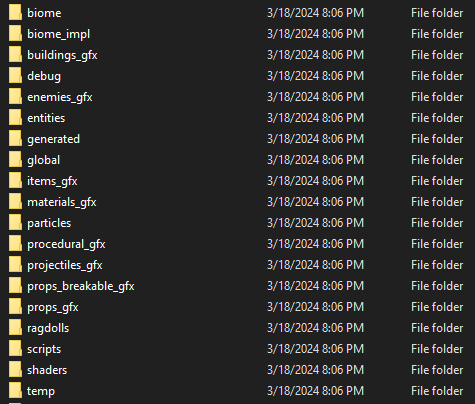 biome 3/18/2024 8:06 PM File folder
biome_impl 3/18/2024 8:06 PM File folder
buildings_gfx 3/18/2024 8:06 PM File folder
debug 3/18/2024 8:06 PM File folder
enemies_gfx 3/18/2024 8:06 PM File folder
entities 3/18/2024 8:06 PM File folder
generated 3/18/2024 8:06 PM File folder
global 3/18/2024 8:06 PM File folder
items_gfx 3/18/2024 8:06 PM File folder
materials_gfx 3/18/2024 8:06 PM File folder
particles 3/18/2024 8:06 PM File folder
procedural_gfx 3/18/2024 8:06 PM File folder
projectiles_gfx 3/18/2024 8:06 PM File folder
props_breakable_gfx 3/18/2024 8:06 PM File folder
props_gfx 3/18/2024 8:06 PM File folder
ragdolls 3/18/2024 8:06 PM File folder
scripts 3/18/2024 8:06 PM File folder
shaders 3/18/2024 8:06 PM File folder
temp 3/18/2024 8:06 PM File folder